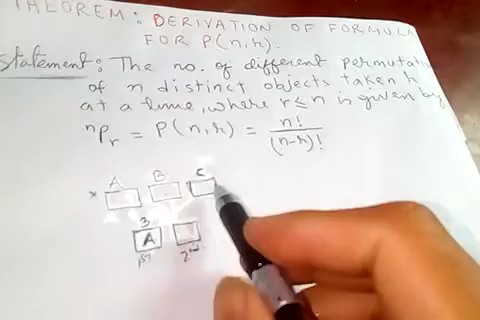 THEOREM: DERIVATION OF FORMULA
FOR P(n,r).
Statement: The no. of different permutati
of n distinct objects taken r
at a time, where r≤n is given by
ⁿPᵣ = P(n,r) = n!/(n-r)!
A B C
3
A
1st 2nd